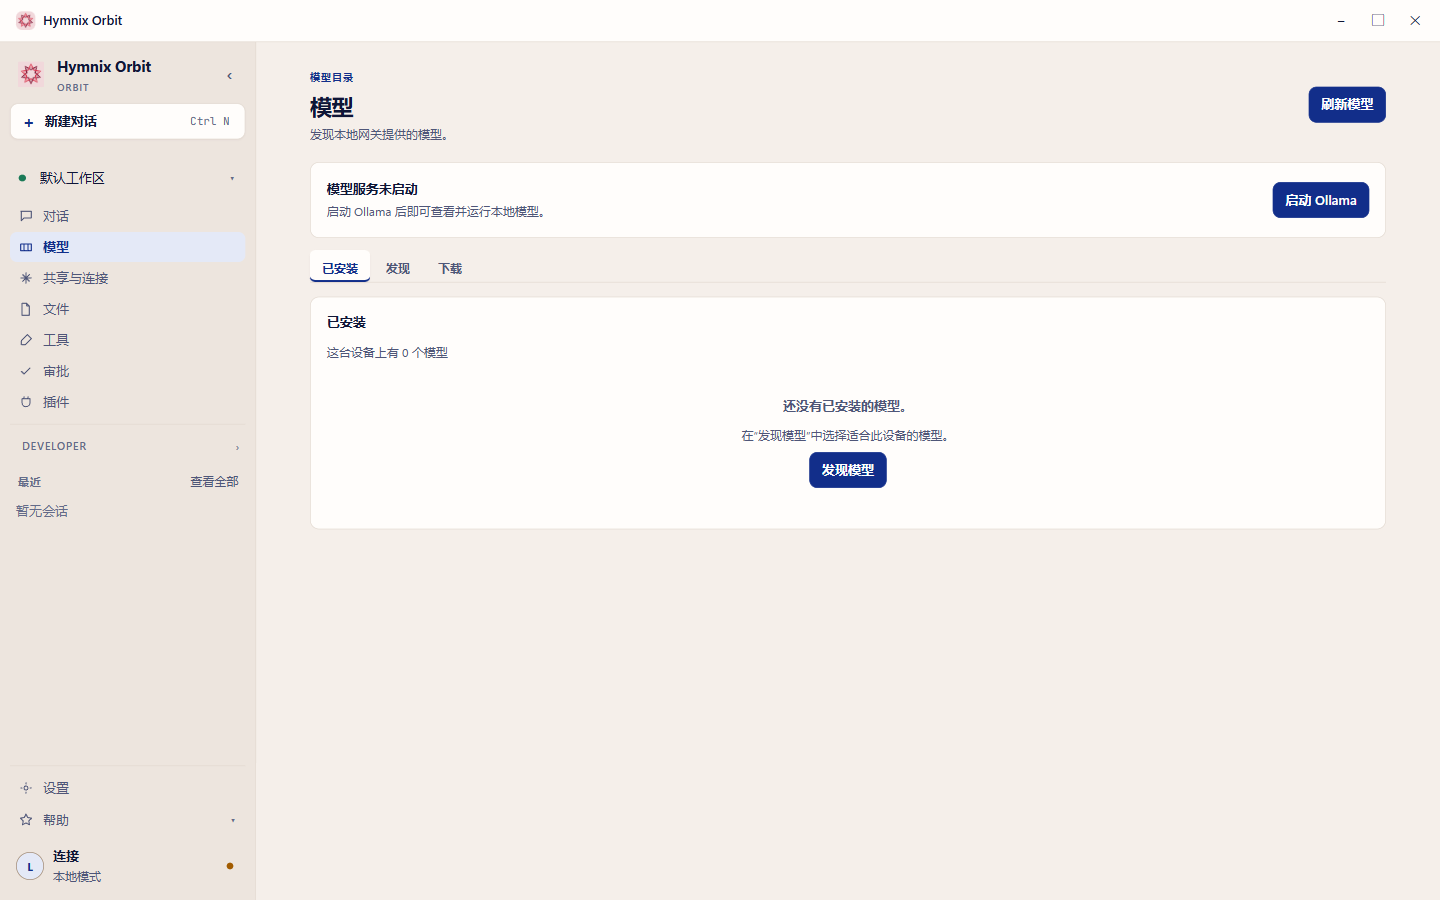 Hymnix Orbit
Hymnix Orbit
ORBIT
+ 新建对话 Ctrl N
默认工作区
对话
模型
共享与连接
文件
工具
审批
插件
DEVELOPER
最近 查看全部
暂无会话
设置
帮助
L
连接
本地模式
模型目录
模型
发现本地网关提供的模型。
刷新模型
模型服务未启动
启动 Ollama 后即可查看并运行本地模型。
启动 Ollama
已安装 发现 下载
已安装
这台设备上有 0 个模型
还没有已安装的模型。
在“发现模型”中选择适合此设备的模型。
发现模型